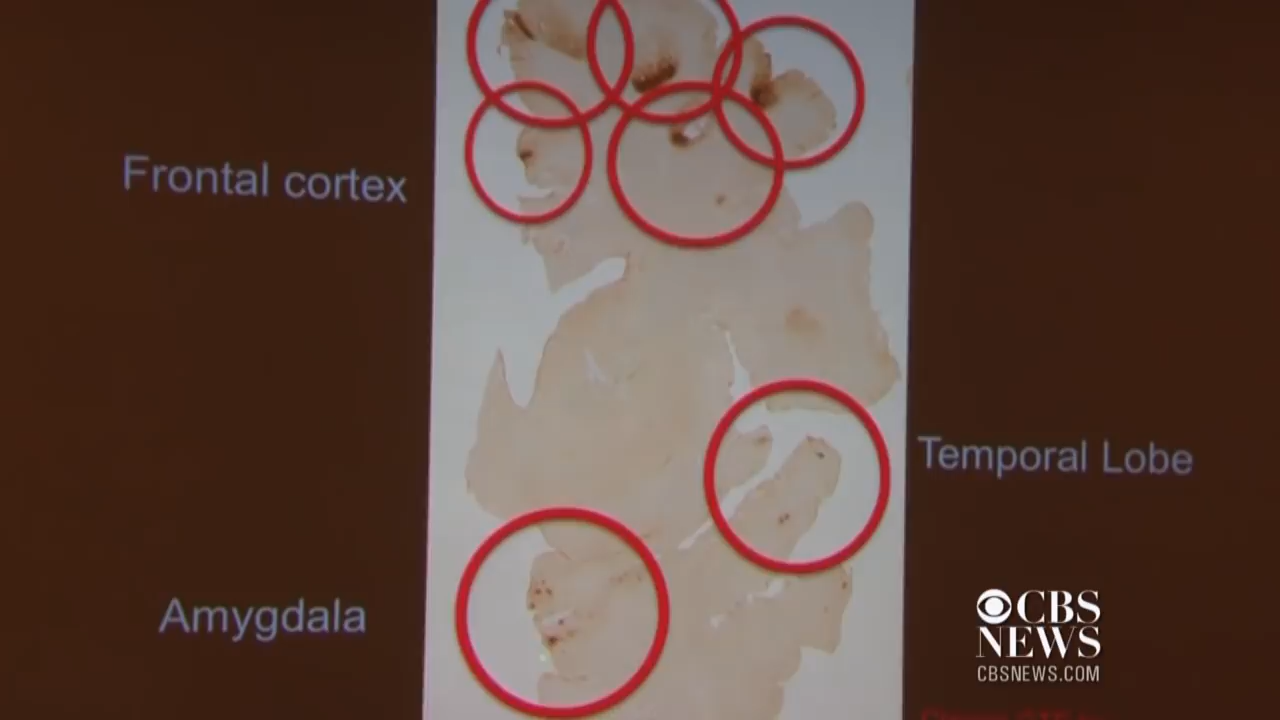 Frontal cortex
Temporal Lobe
Amygdala
CBS
NEWS
CBSNEWS.COM